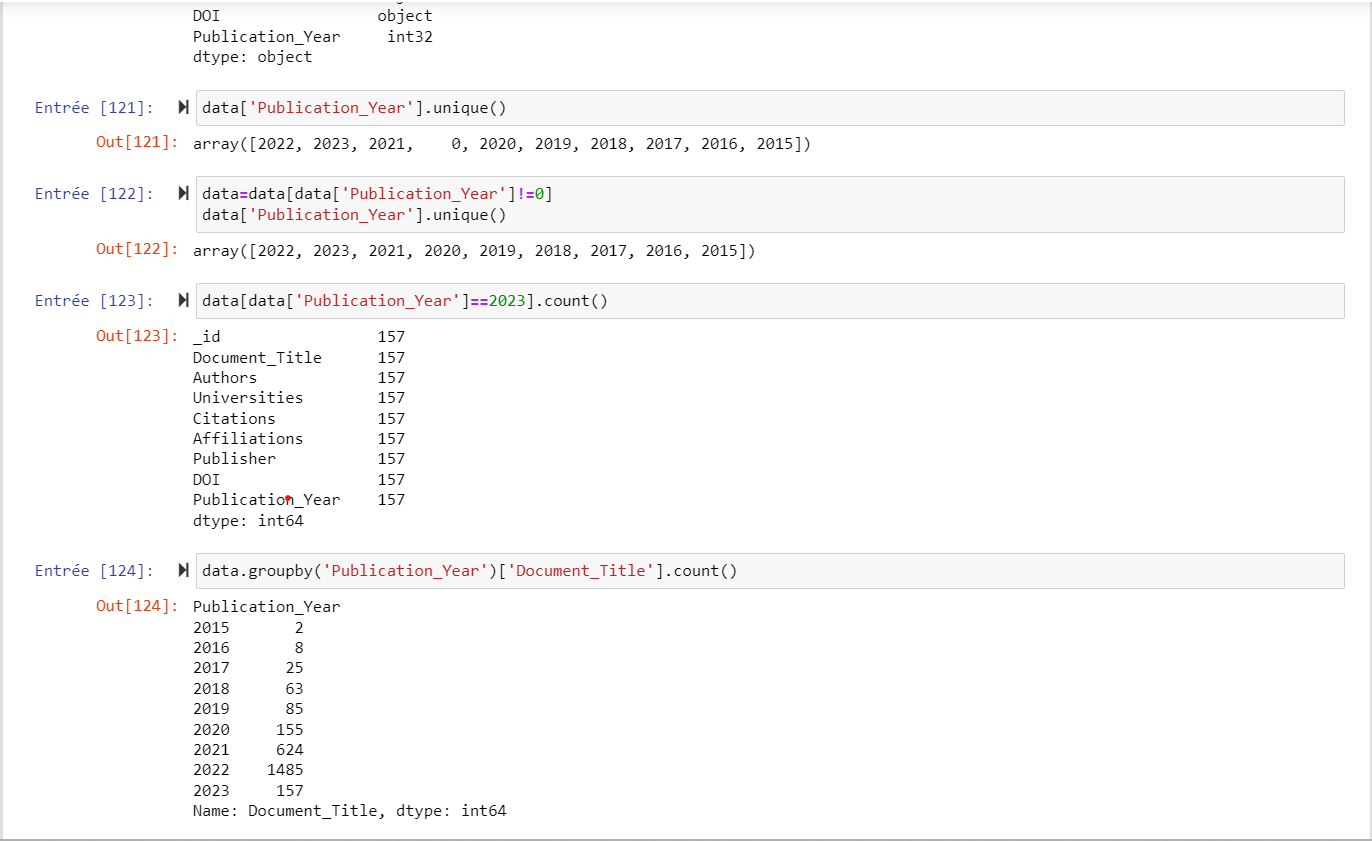 DOI                 object
Publication_Year     int32
dtype: object
Entrée [121]: data['Publication_Year'].unique()
Out[121]: array([2022, 2023, 2021,    0, 2020, 2019, 2018, 2017, 2016, 2015])
Entrée [122]: data=data[data['Publication_Year']!=0]
data['Publication_Year'].unique()
Out[122]: array([2022, 2023, 2021, 2020, 2019, 2018, 2017, 2016, 2015])
Entrée [123]: data[data['Publication_Year']==2023].count()
Out[123]: _id                 157
Document_Title      157
Authors             157
Universities        157
Citations           157
Affiliations        157
Publisher           157
DOI                 157
Publication_Year    157
dtype: int64
Entrée [124]: data.groupby('Publication_Year')['Document_Title'].count()
Out[124]: Publication_Year
2015       2
2016       8
2017      25
2018      63
2019      85
2020     155
2021     624
2022    1485
2023     157
Name: Document_Title, dtype: int64